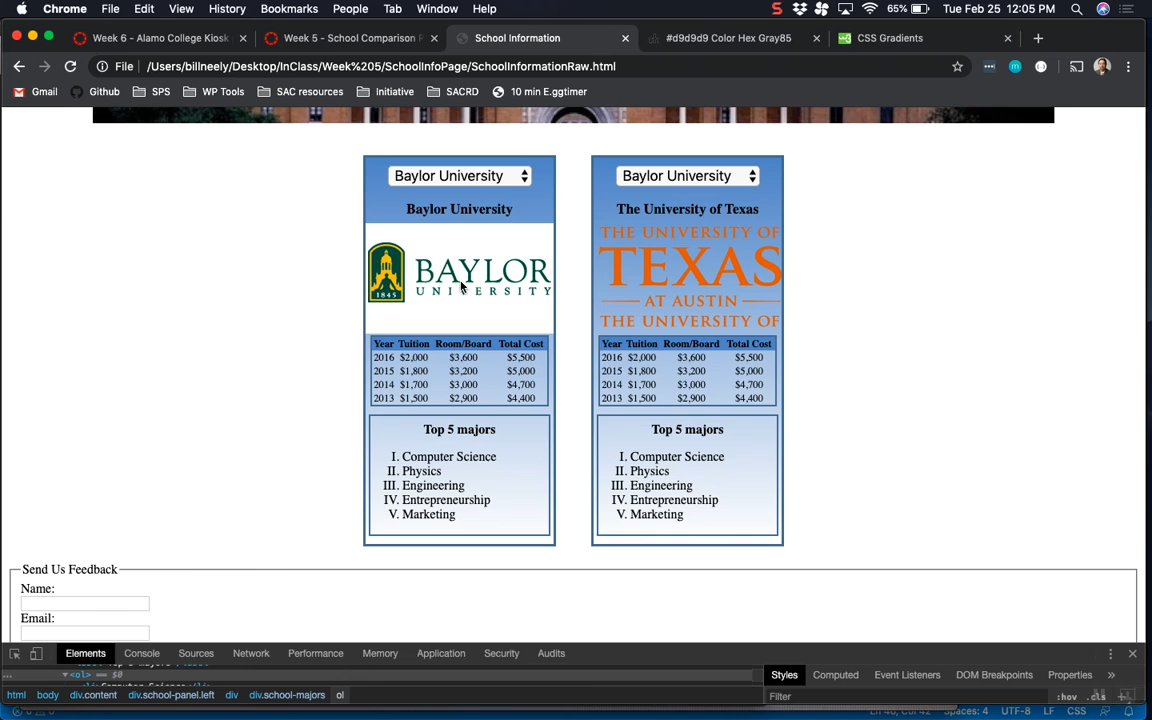 Chrome File Edit View History Bookmarks People Tab Window Help 65% Tue Feb 25 12:05 PM
Week 6 - Alamo College Kiosk Week 5 - School Comparison P School Information #d9d9d9 Color Hex Gray85 CSS Gradients
File /Users/billneely/Desktop/InClass/Week%205/SchoolInfoPage/SchoolInformationRaw.html
Gmail Github SPS WP Tools SAC resources Initiative SACRD 10 min E.ggtimer
Baylor University Baylor University
Baylor University The University of Texas
THE UNIVERSITY OF
BAYLOR TEXAS
UNIVERSITY
1845
AT AUSTIN
THE UNIVERSITY OF
Year Tuition Room/Board Total Cost Year Tuition Room/Board Total Cost
2016 $2,000 $3,600 $5,500 2016 $2,000 $3,600 $5,500
2015 $1,800 $3,200 $5,000 2015 $1,800 $3,200 $5,000
2014 $1,700 $3,000 $4,700 2014 $1,700 $3,000 $4,700
2013 $1,500 $2,900 $4,400 2013 $1,500 $2,900 $4,400
Top 5 majors Top 5 majors
I. Computer Science I. Computer Science
II. Physics II. Physics
III. Engineering III. Engineering
IV. Entrepreneurship IV. Entrepreneurship
V. Marketing V. Marketing
Send Us Feedback
Name:
Email:
Elements Console Sources Network Performance Memory Application Security Audits
<ol> == $0
Styles Computed Event Listeners DOM Breakpoints Properties
html body div.content div.school-panel.left div div.school-majors ol
Filter :hov .cls
Spaces: 4 UTF-8 LF CSS